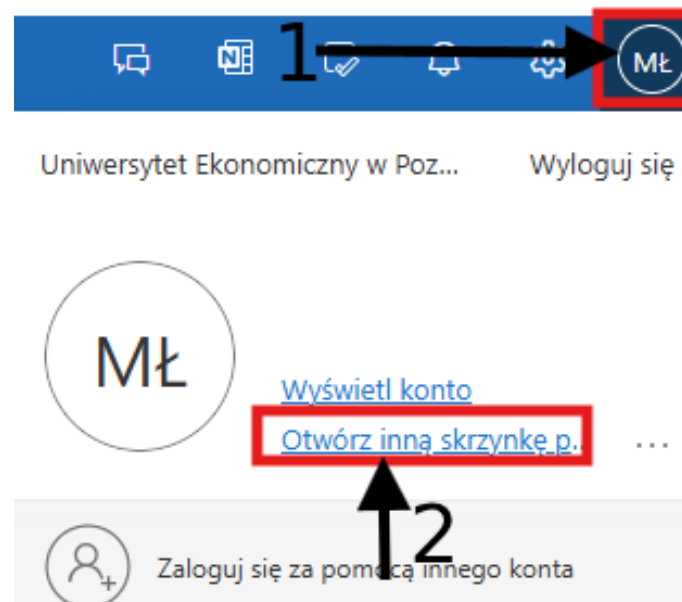 1
MŁ
Uniwersytet Ekonomiczny w Poz...
Wyloguj się
MŁ
Wyświetl konto
Otwórz inną skrzynkę p...
...
2
Zaloguj się za pomocą innego konta